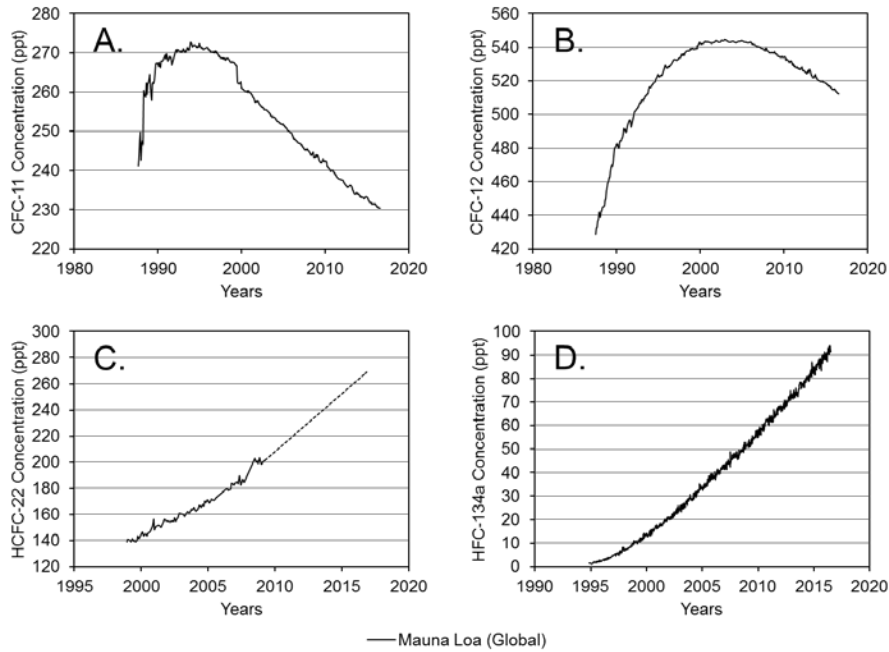 A.
CFC-11 Concentration (ppt)
280
270
260
250
240
230
220
1980 1990 2000 2010 2020
Years
B.
CFC-12 Concentration (ppt)
560
540
520
500
480
460
440
420
1980 1990 2000 2010 2020
Years
C.
HCFC-22 Concentration (ppt)
300
280
260
240
220
200
180
160
140
120
1995 2000 2005 2010 2015 2020
Years
D.
HFC-134a Concentration (ppt)
100
90
80
70
60
50
40
30
20
10
0
1990 1995 2000 2005 2010 2015 2020
Years
Mauna Loa (Global)